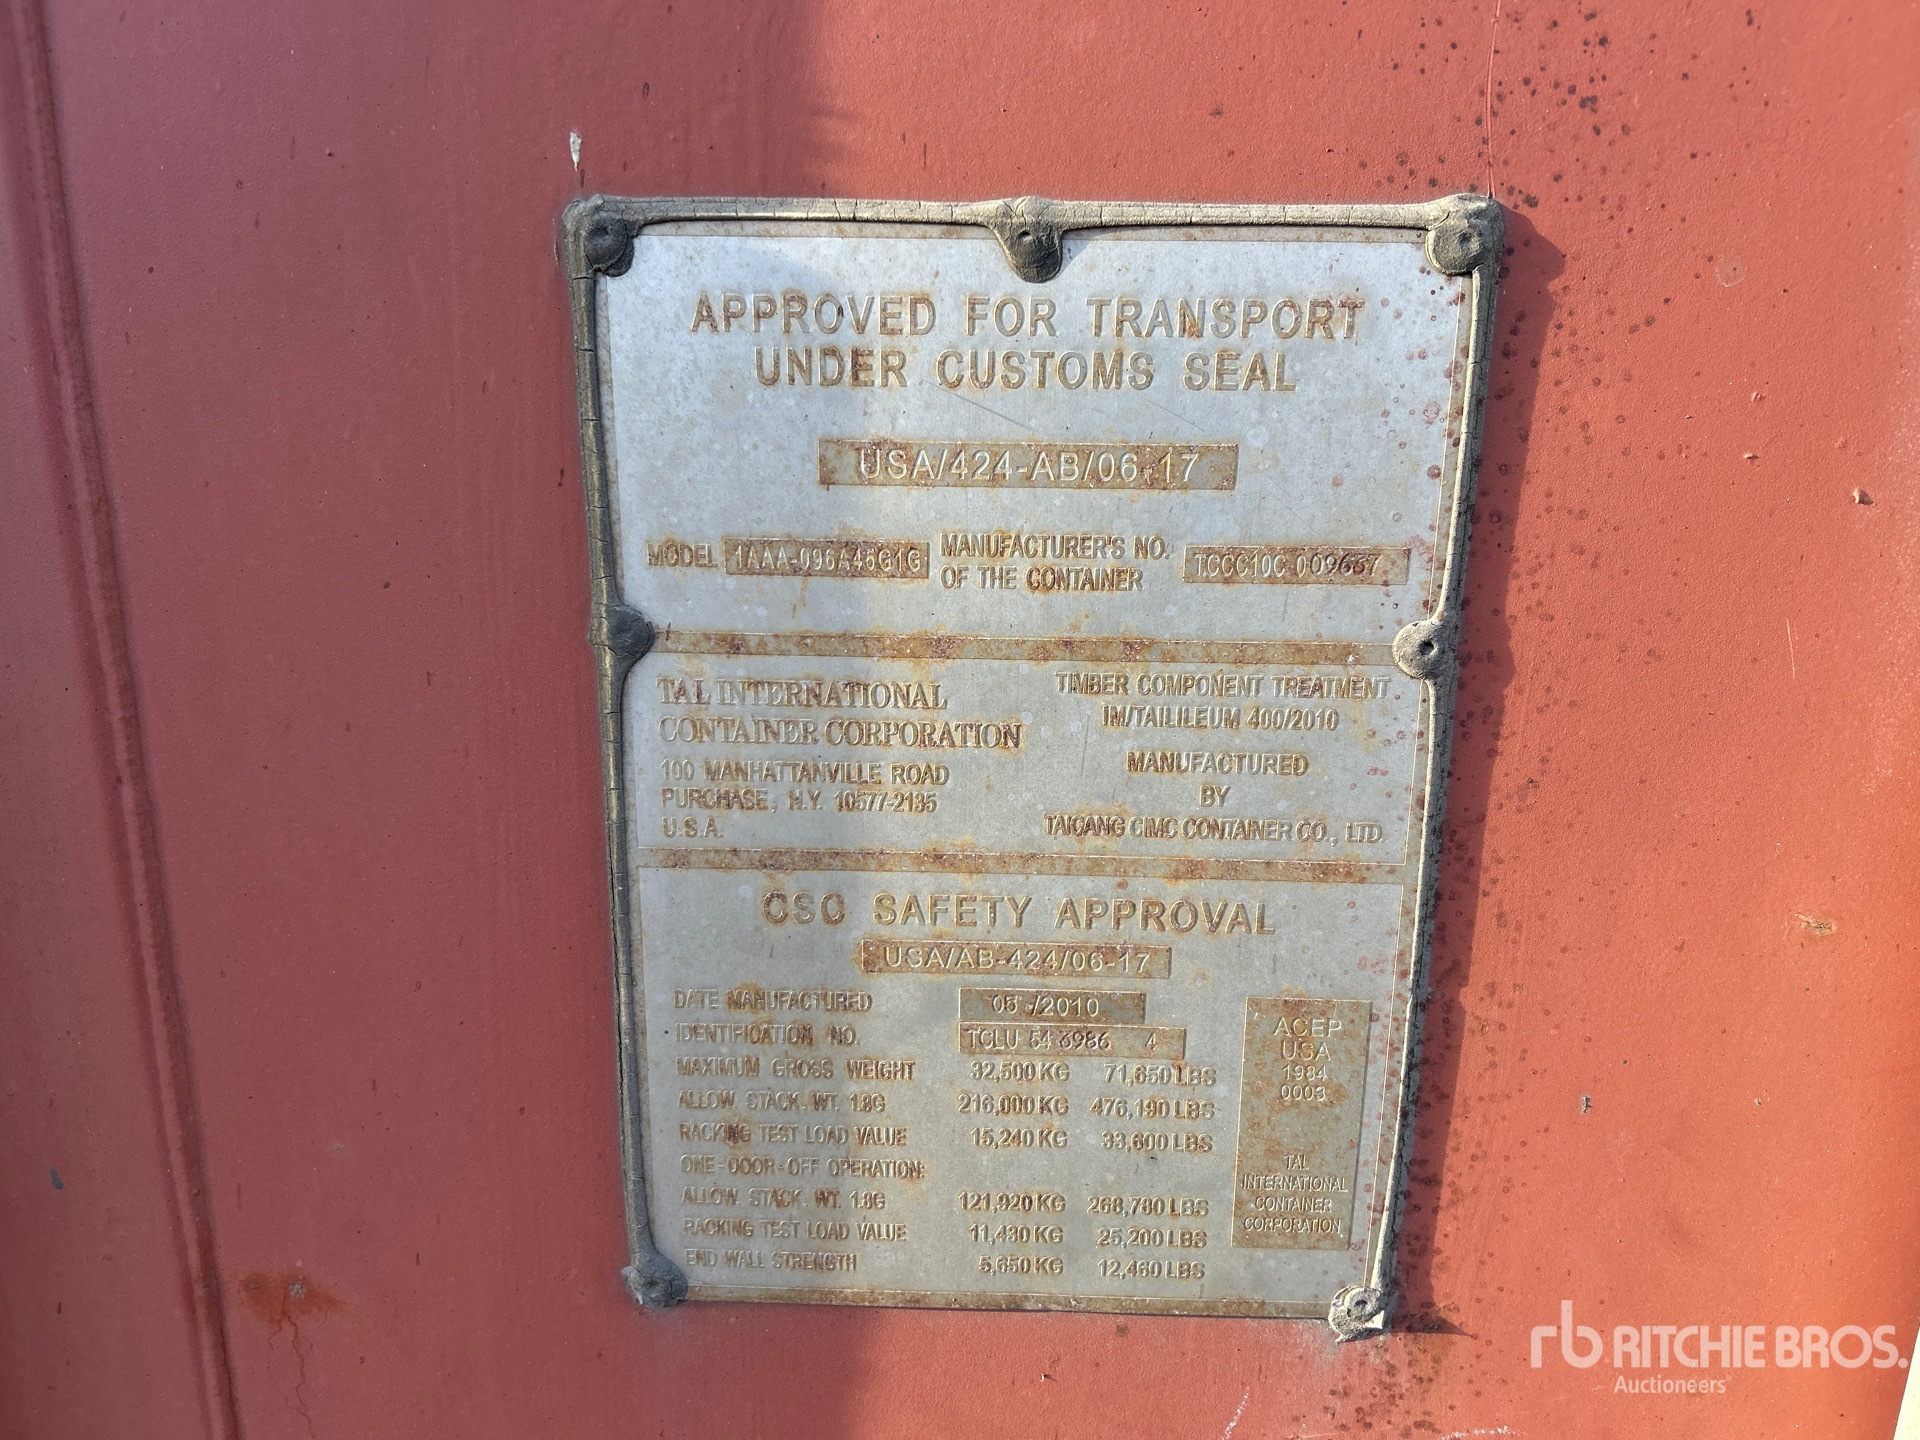 APPROVED FOR TRANSPORT
UNDER CUSTOMS SEAL
USA/424-AB/06-17
MODEL 1AAA-096A45G1G
MANUFACTURER'S NO.
OF THE CONTAINER
TCCC10C 009637
TAL INTERNATIONAL
CONTAINER CORPORATION
100 MANHATTANVILLE ROAD
PURCHASE, N.Y. 10577-2135
U.S.A.
TIMBER COMPONENT TREATMENT
IM/TAILILEUM 400/2010
MANUFACTURED
BY
TAICANG CIMC CONTAINER CO., LTD.
CSC SAFETY APPROVAL
USA/AB-424/06-17
DATE MANUFACTURED 05 /2010
IDENTIFICATION NO. TCLU 54 6986 4
MAXIMUM GROSS WEIGHT 32,500 KG 71,650 LBS
ALLOW. STACK. WT. 1.8G 216,000 KG 476,190 LBS
RACKING TEST LOAD VALUE 15,240 KG 33,600 LBS
ONE-DOOR-OFF OPERATION:
ALLOW. STACK. WT. 1.8G 121,920 KG 268,780 LBS
RACKING TEST LOAD VALUE 11,430 KG 25,200 LBS
END WALL STRENGTH 5,650 KG 12,460 LBS
ACEP
USA
1984
0003
TAL
INTERNATIONAL
CONTAINER
CORPORATION
rb RITCHIE BROS.
Auctioneers